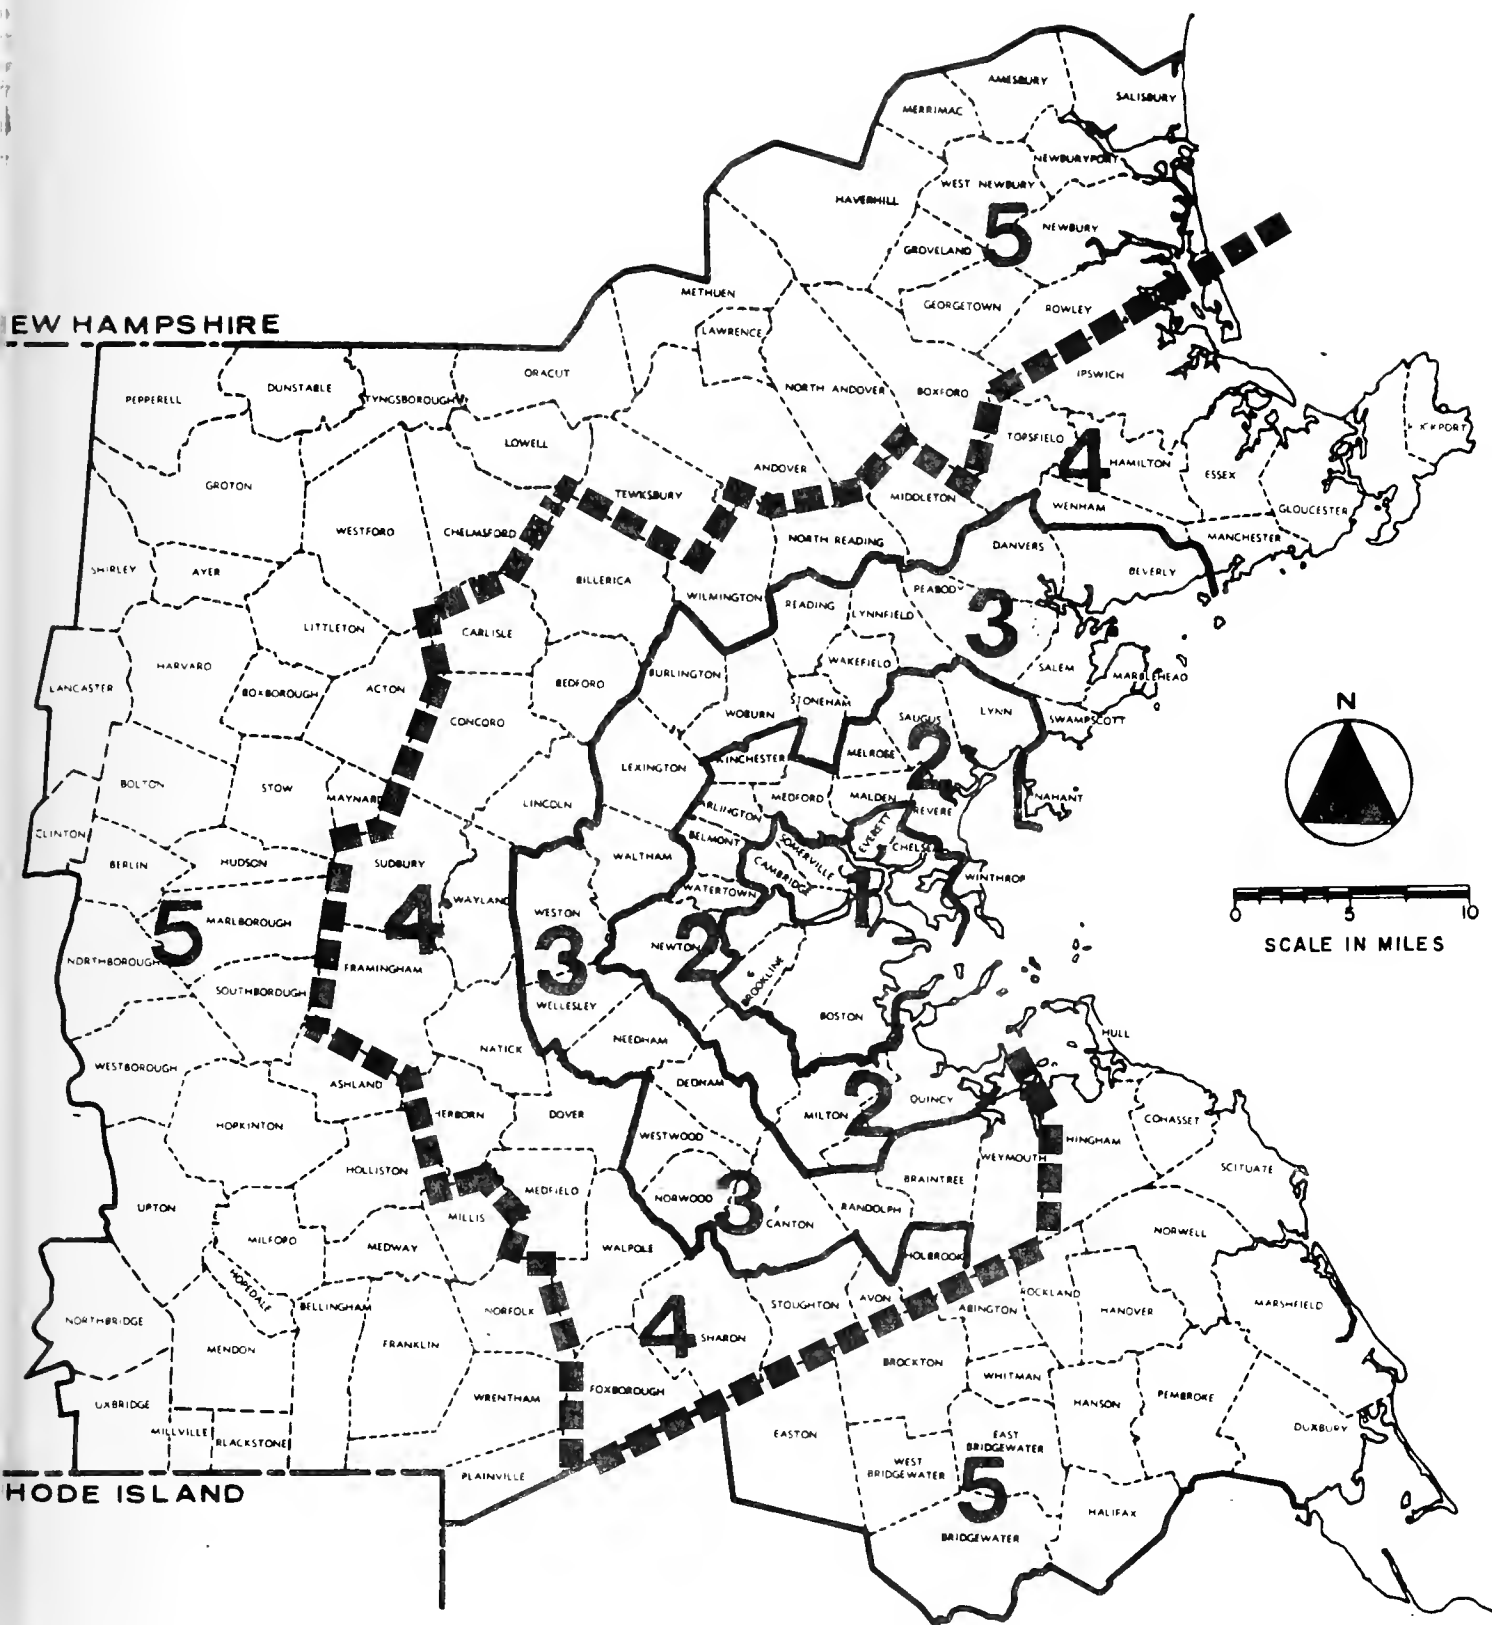 AMESBURY
SALISBURY
MERRIMAC
NEWBURYPORT
WEST NEWBURY
HAVERHILL
5
NEWBURY
GROVELAND
METHUEN
GEORGETOWN
ROWLEY
EW HAMPSHIRE
LAWRENCE
DRACUT
IPSWICH
PEPPERELL
DUNSTABLE
TYNGSBOROUGH
NORTH ANDOVER
BOXFORD
LOWELL
TOPSFIELD
4
HAMILTON
ANDOVER
ESSEX
GROTON
TEWKSBURY
MIDDLETON
WENHAM
GLOUCESTER
WESTFORD
CHELMSFORD
NORTH READING
DANVERS
MANCHESTER
SHIRLEY
AYER
BILLERICA
BEVERLY
WILMINGTON
READING
LYNNFIELD
PEABODY
3
LITTLETON
CARLISLE
HARVARD
WAKEFIELD
SALEM
MARBLEHEAD
LANCASTER
BOXBOROUGH
ACTON
BEDFORD
BURLINGTON
STONEHAM
CONCORD
WOBURN
SAUGUS
LYNN
SWAMPSCOTT
N
LEXINGTON
MELROSE
2
BOLTON
STOW
MAYNARD
LINCOLN
ARLINGTON
MEDFORD
MALDEN
REVERE
NAHANT
CLINTON
BELMONT
SOMERVILLE
EVERETT
BERLIN
HUDSON
SUDBURY
WALTHAM
CAMBRIDGE
WINTHROP
5
MARLBOROUGH
4
WAYLAND
WESTON
WATERTOWN
1
0 5 10
SCALE IN MILES
NORTHBOROUGH
FRAMINGHAM
3
NEWTON
2
BROOKLINE
SOUTHBOROUGH
WELLESLEY
BOSTON
NATICK
NEEDHAM
HULL
WESTBOROUGH
ASHLAND
DEDHAM
2
QUINCY
HERBORN
DOVER
MILTON
COHASSET
HOPKINTON
WESTWOOD
HINGHAM
HOLLISTON
WEYMOUTH
SCITUATE
MEDFIELD
NORWOOD
3
BRAINTREE
UPTON
MILLIS
CANTON
RANDOLPH
MILFORD
MEDWAY
WALPOLE
HOLBROOK
NORWELL
HOPEDALE
BELLINGHAM
NORFOLK
STOUGHTON
AVON
ABINGTON
ROCKLAND
HANOVER
MARSHFIELD
NORTHBRIDGE
4
SHARON
MENDON
FRANKLIN
BROCKTON
WHITMAN
UXBRIDGE
WRENTHAM
FOXBOROUGH
HANSON
PEMBROKE
MILLVILLE
BLACKSTONE
EASTON
EAST
BRIDGEWATER
DUXBURY
PLAINVILLE
WEST
BRIDGEWATER
HODE ISLAND
5
HALIFAX
BRIDGEWATER